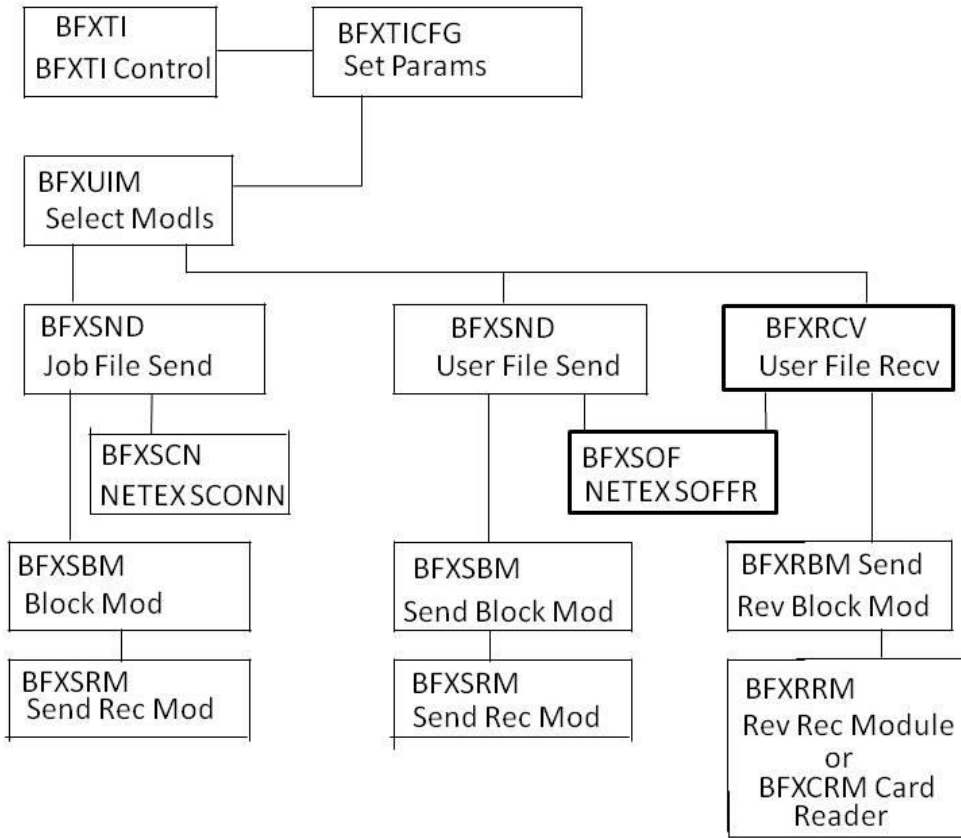 BFXTI
BFXTI Control
BFXTICFG
Set Params
BFXUIM
Select Modls
BFXSND
Job File Send
BFXSND
User File Send
BFXRCV
User File Recv
BFXSCN
NETEX SCONN
BFXSOF
NETEX SOFFR
BFXSBM
Block Mod
BFXSBM
Send Block Mod
BFXRBM Send
Rev Block Mod
BFXSRM
Send Rec Mod
BFXSRM
Send Rec Mod
BFXRRM
Rev Rec Module
or
BFXCRM Card
Reader